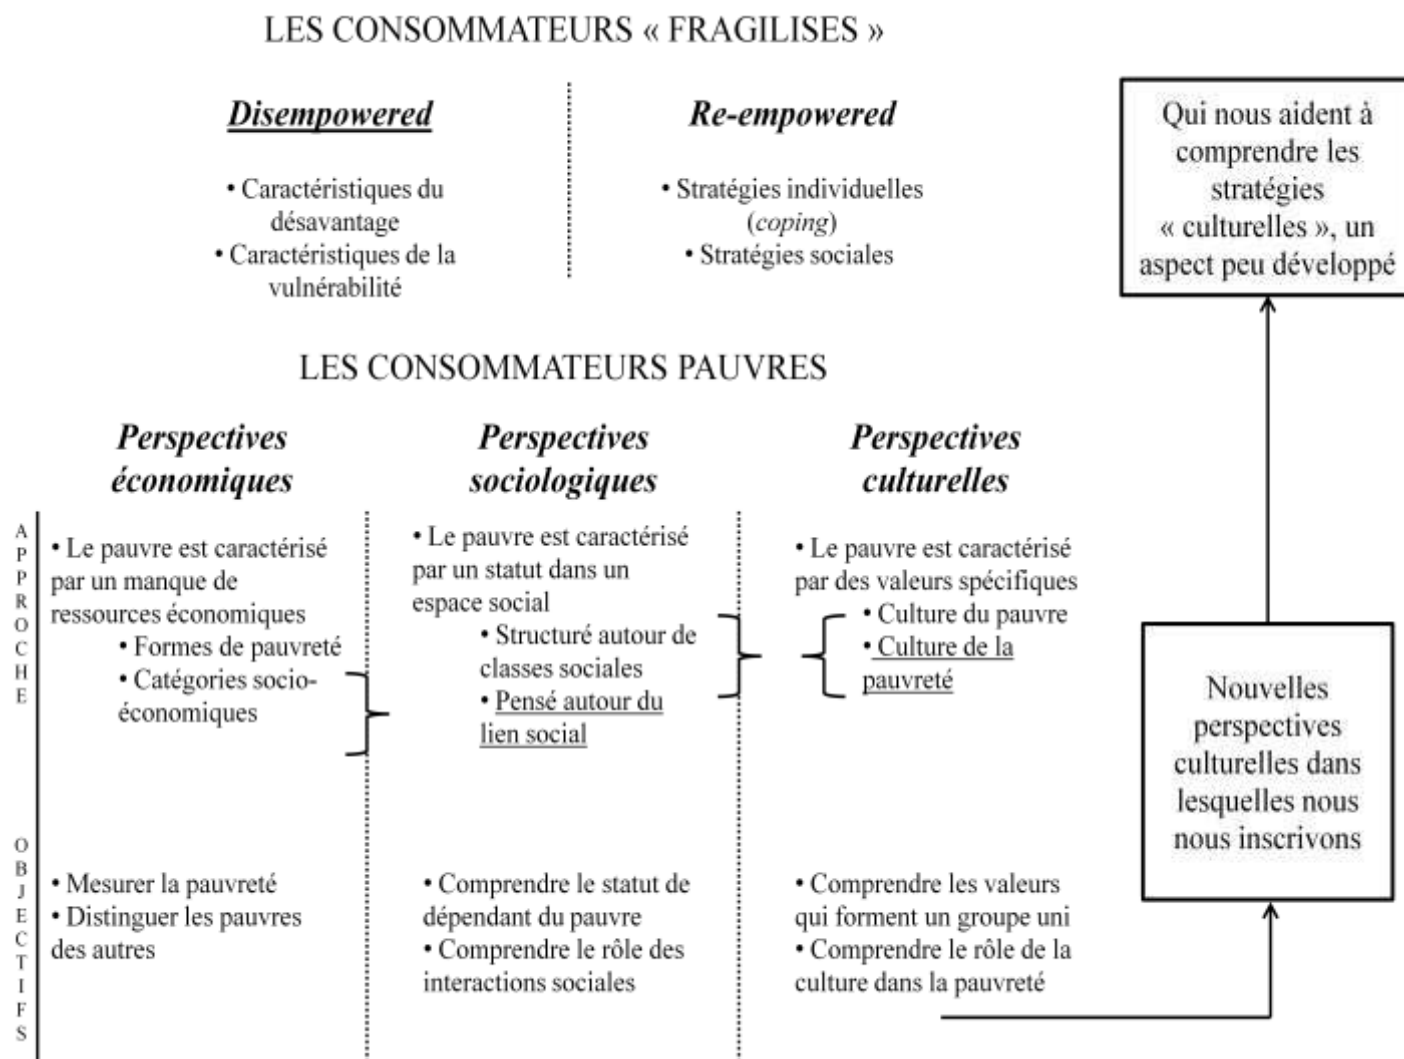 LES CONSOMMATEURS « FRAGILISES »
Disempowered
• Caractéristiques du
désavantage
• Caractéristiques de la
vulnérabilité
Re-empowered
• Stratégies individuelles
(coping)
• Stratégies sociales
Qui nous aident à
comprendre les
stratégies
« culturelles », un
aspect peu développé
LES CONSOMMATEURS PAUVRES
APPROCHE
Perspectives
économiques
• Le pauvre est caractérisé
par un manque de
ressources économiques
• Formes de pauvreté
• Catégories socio-
économiques
Perspectives
sociologiques
• Le pauvre est caractérisé
par un statut dans un
espace social
• Structuré autour de
classes sociales
• Pensé autour du
lien social
Perspectives
culturelles
• Le pauvre est caractérisé
par des valeurs spécifiques
• Culture du pauvre
• Culture de la
pauvreté
Nouvelles
perspectives
culturelles dans
lesquelles nous
nous inscrivons
OBJECTIFS
• Mesurer la pauvreté
• Distinguer les pauvres
des autres
• Comprendre le statut de
dépendant du pauvre
• Comprendre le rôle des
interactions sociales
• Comprendre les valeurs
qui forment un groupe uni
• Comprendre le rôle de la
culture dans la pauvreté